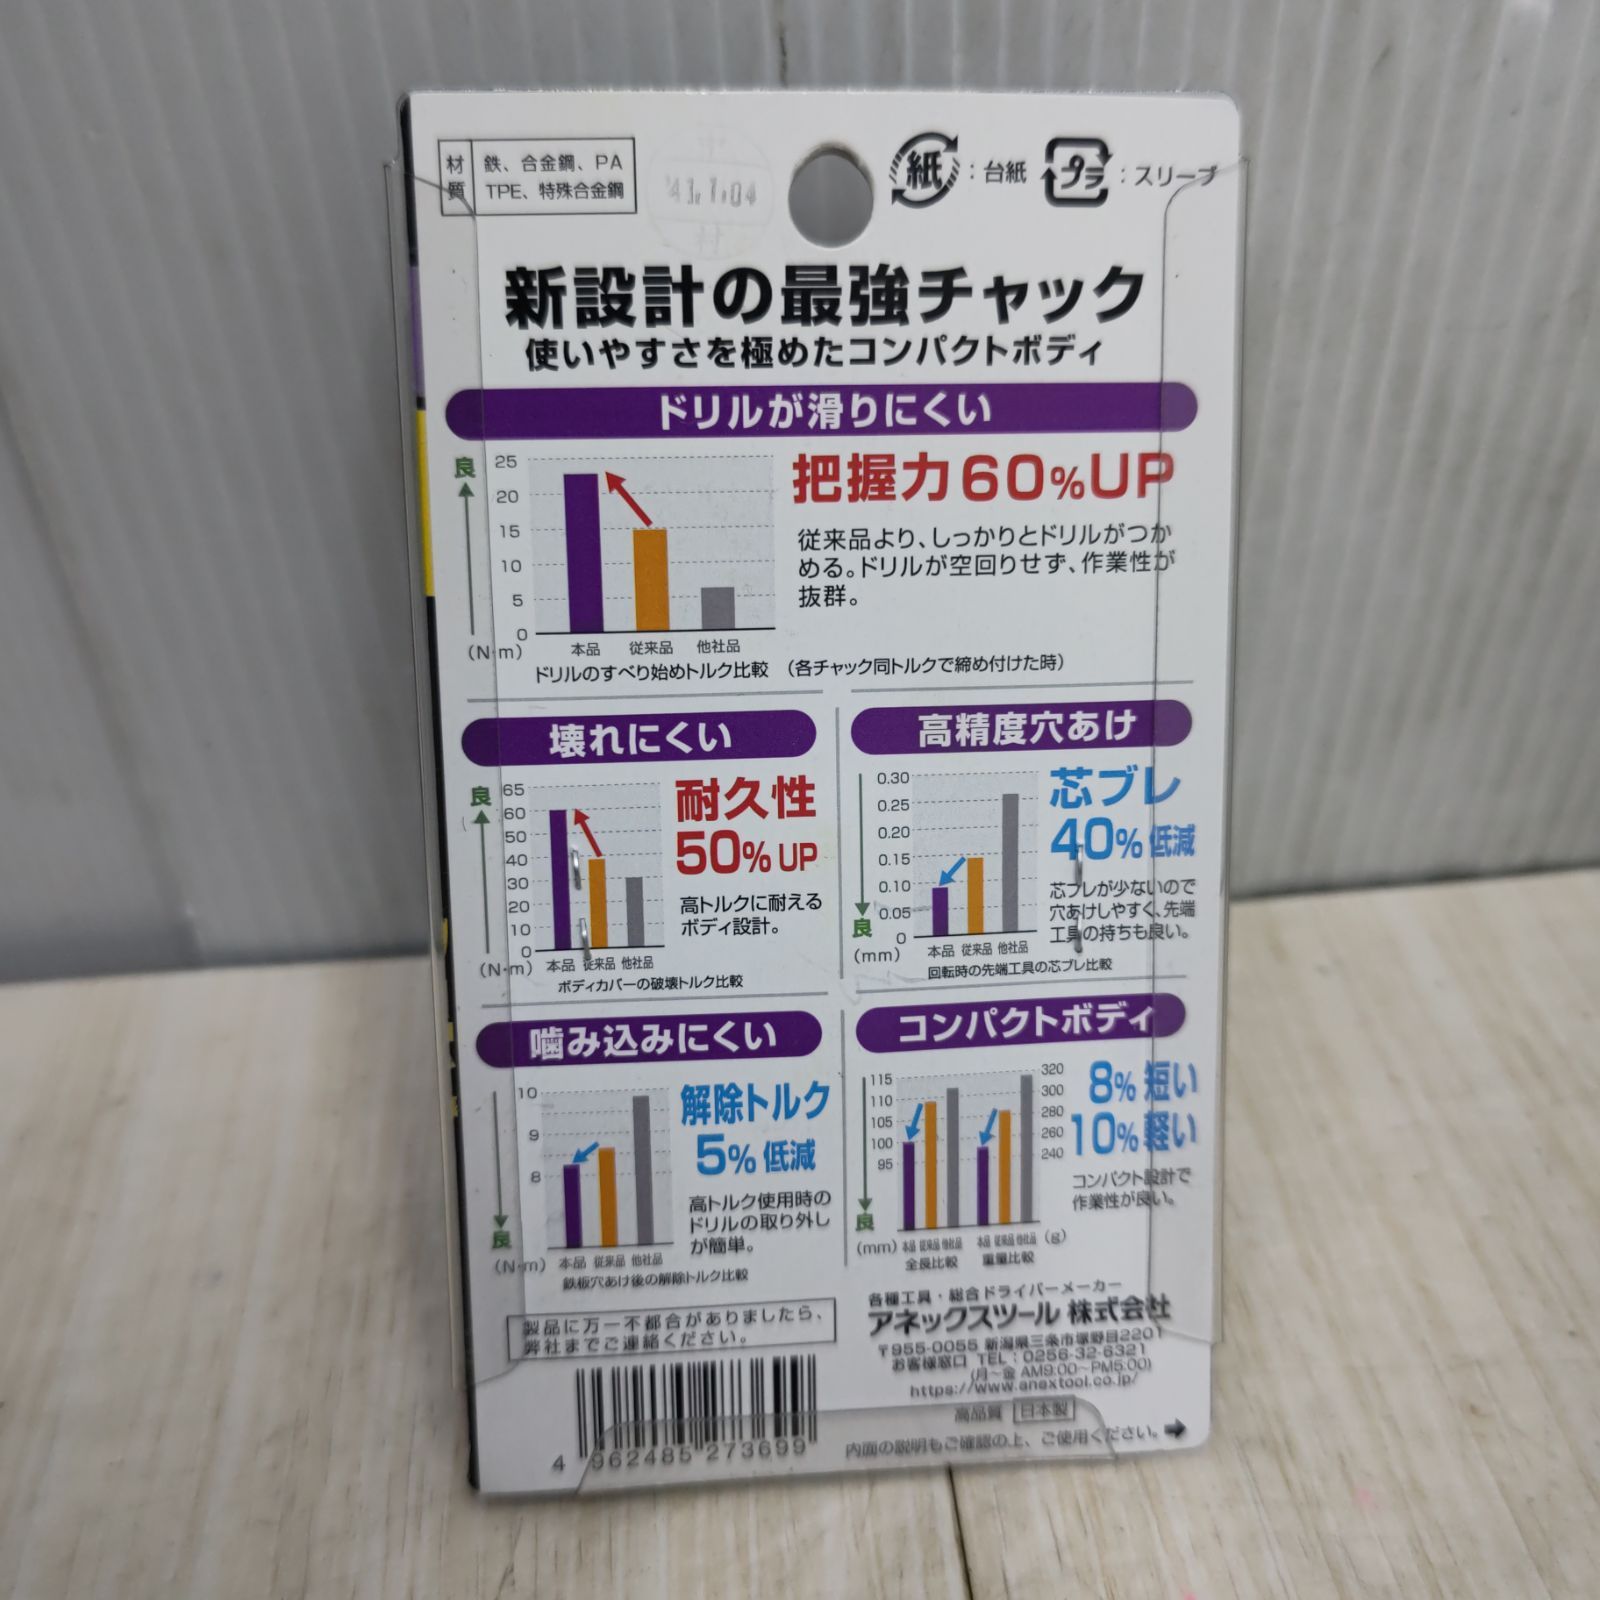 材質
鉄、合金鋼、PA
TPE、特殊合金鋼
紙：台紙
プラ：スリーブ
新設計の最強チャック
使いやすさを極めたコンパクトボディ
ドリルが滑りにくい
良
25
20
15
10
5
0
(N·m)
本品 従来品 他社品
ドリルのすべり始めトルク比較 (各チャック同トルクで締め付けた時)
把握力60%UP
従来品より、しっかりとドリルがつか
める。ドリルが空回りせず、作業性が
抜群。
壊れにくい
良
65
60
50
40
30
20
10
0
(N·m)
本品 従来品 他社品
ボディカバーの破壊トルク比較
耐久性
50%UP
高トルクに耐える
ボディ設計。
高精度穴あけ
0.30
0.25
0.20
0.15
0.10
0.05
0
良
(mm)
本品 従来品 他社品
回転時の先端工具の芯ブレ比較
芯ブレ
40%低減
芯ブレが少ないので
穴あけしやすく、先端
工具の持ちも良い。
噛み込みにくい
10
9
8
良
(N·m)
本品 従来品 他社品
鉄板穴あけ後の解除トルク比較
解除トルク
5%低減
高トルク使用時の
ドリルの取り外し
が簡単。
コンパクトボディ
115
110
105
100
95
良
(mm)
本品 従来品 他社品
全長比較
320
300
280
260
240
(g)
本品 従来品 他社品
重量比較
8%短い
10%軽い
コンパクト設計で
作業性が良い。
製品に万一不都合がありましたら、
弊社までご連絡ください。
各種工具・総合ドライバーメーカー
アネックスツール 株式会社
〒955-0055 新潟県三条市塚野目2201
お客様窓口 TEL：0256-32-6321
(月～金 AM9:00～PM5:00)
https://www.anextool.co.jp/
高品質 日本製
内面の説明もご確認の上、ご使用ください。➡
4 962485 273699